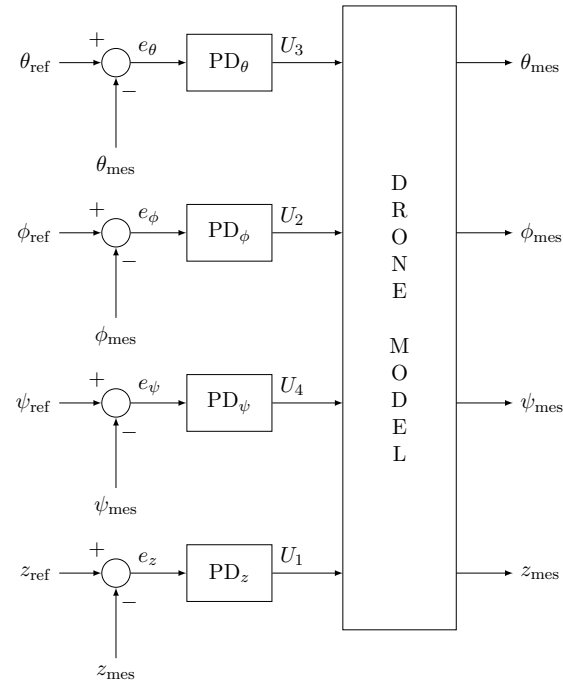 θ_ref + − e_θ PD_θ U_3 θ_mes
θ_mes
ϕ_ref + − e_ϕ PD_ϕ U_2 ϕ_mes
ϕ_mes
ψ_ref + − e_ψ PD_ψ U_4 ψ_mes
ψ_mes
z_ref + − e_z PD_z U_1 z_mes
z_mes
D
R
O
N
E
M
O
D
E
L